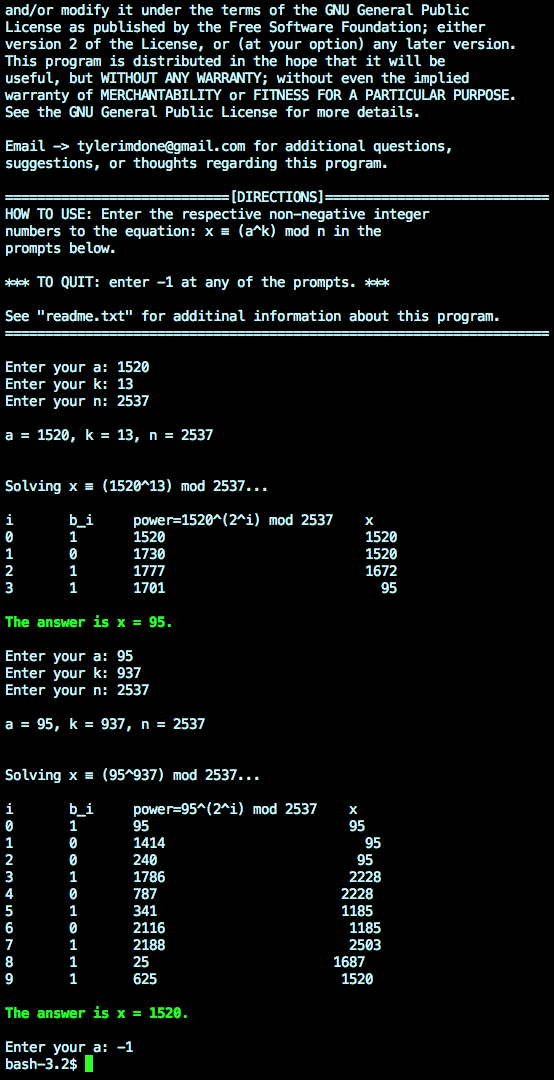 and/or modify it under the terms of the GNU General Public
License as published by the Free Software Foundation; either
version 2 of the License, or (at your option) any later version.
This program is distributed in the hope that it will be
useful, but WITHOUT ANY WARRANTY; without even the implied
warranty of MERCHANTABILITY or FITNESS FOR A PARTICULAR PURPOSE.
See the GNU General Public License for more details.
Email -> tylerimdone@gmail.com for additional questions,
suggestions, or thoughts regarding this program.
============================[DIRECTIONS]============================
HOW TO USE: Enter the respective non-negative integer
numbers to the equation: x ≡ (a^k) mod n in the
prompts below.
*** TO QUIT: enter -1 at any of the prompts. ***
See "readme.txt" for additinal information about this program.
====================================================================
Enter your a: 1520
Enter your k: 13
Enter your n: 2537
a = 1520, k = 13, n = 2537
Solving x ≡ (1520^13) mod 2537...
i b_i power=1520^(2^i) mod 2537 x
0 1 1520 1520
1 0 1730 1520
2 1 1777 1672
3 1 1701 95
The answer is x = 95.
Enter your a: 95
Enter your k: 937
Enter your n: 2537
a = 95, k = 937, n = 2537
Solving x ≡ (95^937) mod 2537...
i b_i power=95^(2^i) mod 2537 x
0 1 95 95
1 0 1414 95
2 0 240 95
3 1 1786 2228
4 0 787 2228
5 1 341 1185
6 0 2116 1185
7 1 2188 2503
8 1 25 1687
9 1 625 1520
The answer is x = 1520.
Enter your a: -1
bash-3.2$